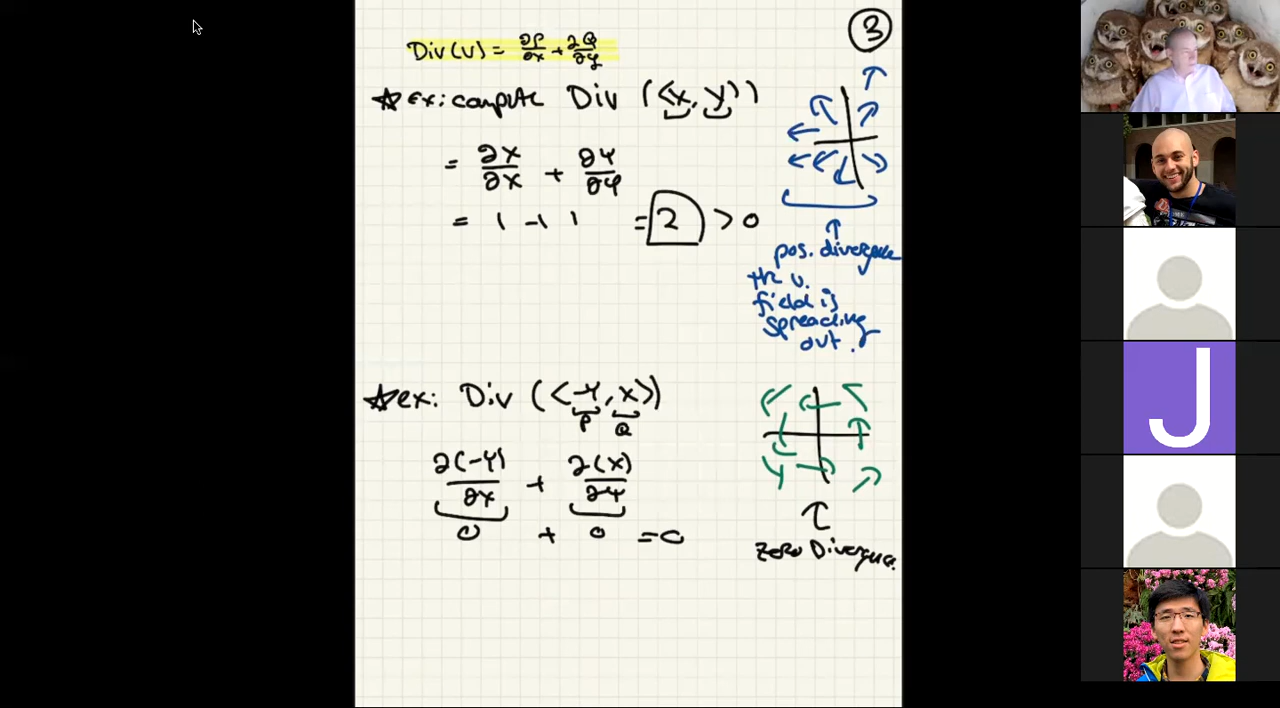 3
Div(v) = ∂P/∂x + ∂Q/∂y
☆ ex: compute Div (<x, y>)
= ∂x/∂x + ∂y/∂y
= 1 + 1 = 2 > 0
↑
pos. divergence
the v.
field is
spreading
out.
☆ ex: Div (<-y, x>)
P Q
∂(-y)/∂x + ∂(x)/∂y
0 + 0 = 0
zero Divergence.
J